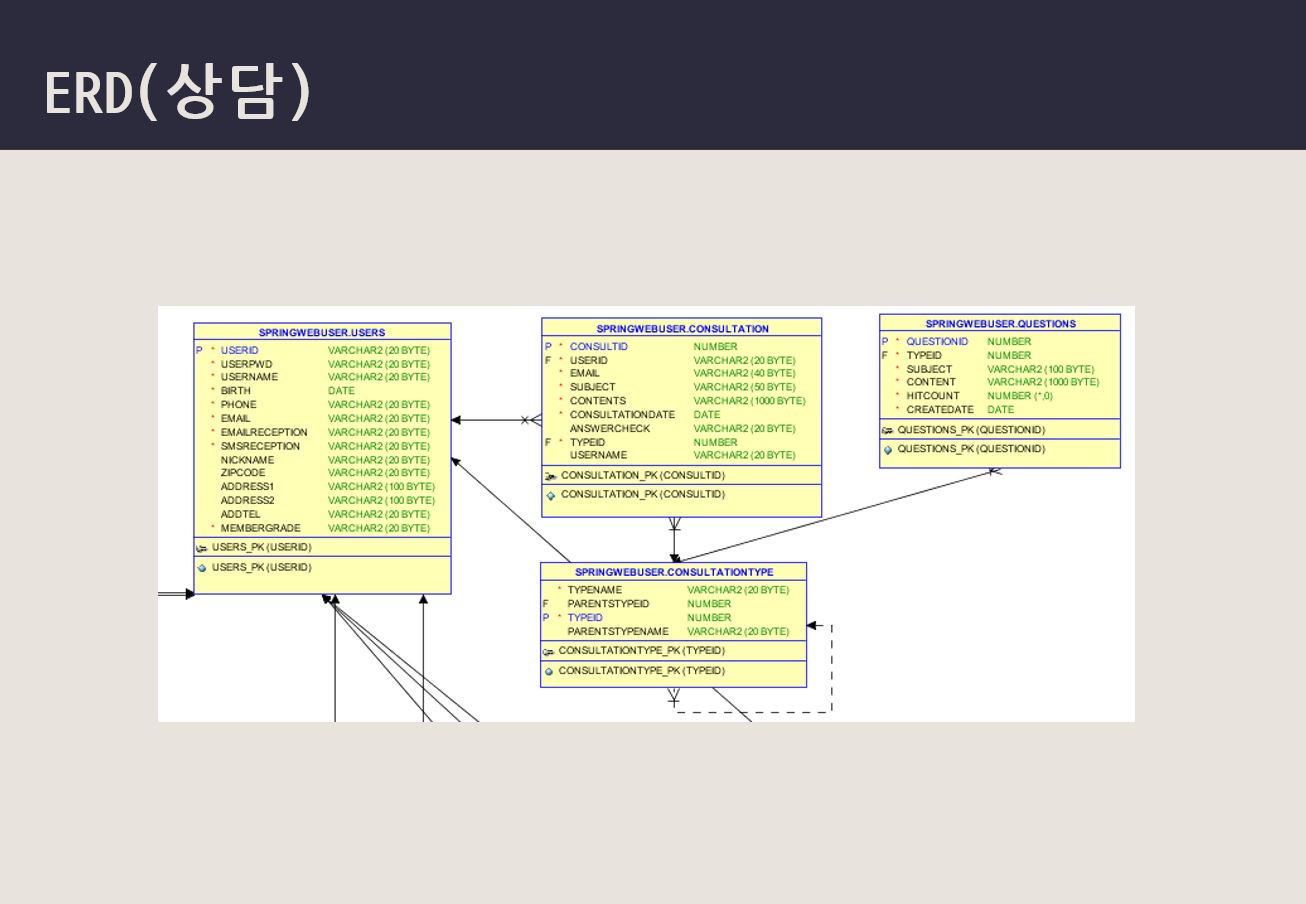 ERD(상담)
SPRINGWEBUSER.USERS
P * USERID VARCHAR2 (20 BYTE)
* USERPWD VARCHAR2 (20 BYTE)
* USERNAME VARCHAR2 (20 BYTE)
* BIRTH DATE
* PHONE VARCHAR2 (20 BYTE)
* EMAIL VARCHAR2 (20 BYTE)
* EMAILRECEPTION VARCHAR2 (20 BYTE)
* SMSRECEPTION VARCHAR2 (20 BYTE)
NICKNAME VARCHAR2 (20 BYTE)
ZIPCODE VARCHAR2 (20 BYTE)
ADDRESS1 VARCHAR2 (100 BYTE)
ADDRESS2 VARCHAR2 (100 BYTE)
ADDTEL VARCHAR2 (20 BYTE)
* MEMBERGRADE VARCHAR2 (20 BYTE)
USERS_PK (USERID)
USERS_PK (USERID)
SPRINGWEBUSER.CONSULTATION
P * CONSULTID NUMBER
F * USERID VARCHAR2 (20 BYTE)
* EMAIL VARCHAR2 (40 BYTE)
* SUBJECT VARCHAR2 (50 BYTE)
* CONTENTS VARCHAR2 (1000 BYTE)
* CONSULTATIONDATE DATE
ANSWERCHECK VARCHAR2 (20 BYTE)
F * TYPEID NUMBER
USERNAME VARCHAR2 (20 BYTE)
CONSULTATION_PK (CONSULTID)
CONSULTATION_PK (CONSULTID)
SPRINGWEBUSER.QUESTIONS
P * QUESTIONID NUMBER
F * TYPEID NUMBER
* SUBJECT VARCHAR2 (100 BYTE)
* CONTENT VARCHAR2 (1000 BYTE)
* HITCOUNT NUMBER (*,0)
* CREATEDATE DATE
QUESTIONS_PK (QUESTIONID)
QUESTIONS_PK (QUESTIONID)
SPRINGWEBUSER.CONSULTATIONTYPE
* TYPENAME VARCHAR2 (20 BYTE)
F PARENTSTYPEID NUMBER
P * TYPEID NUMBER
PARENTSTYPENAME VARCHAR2 (20 BYTE)
CONSULTATIONTYPE_PK (TYPEID)
CONSULTATIONTYPE_PK (TYPEID)